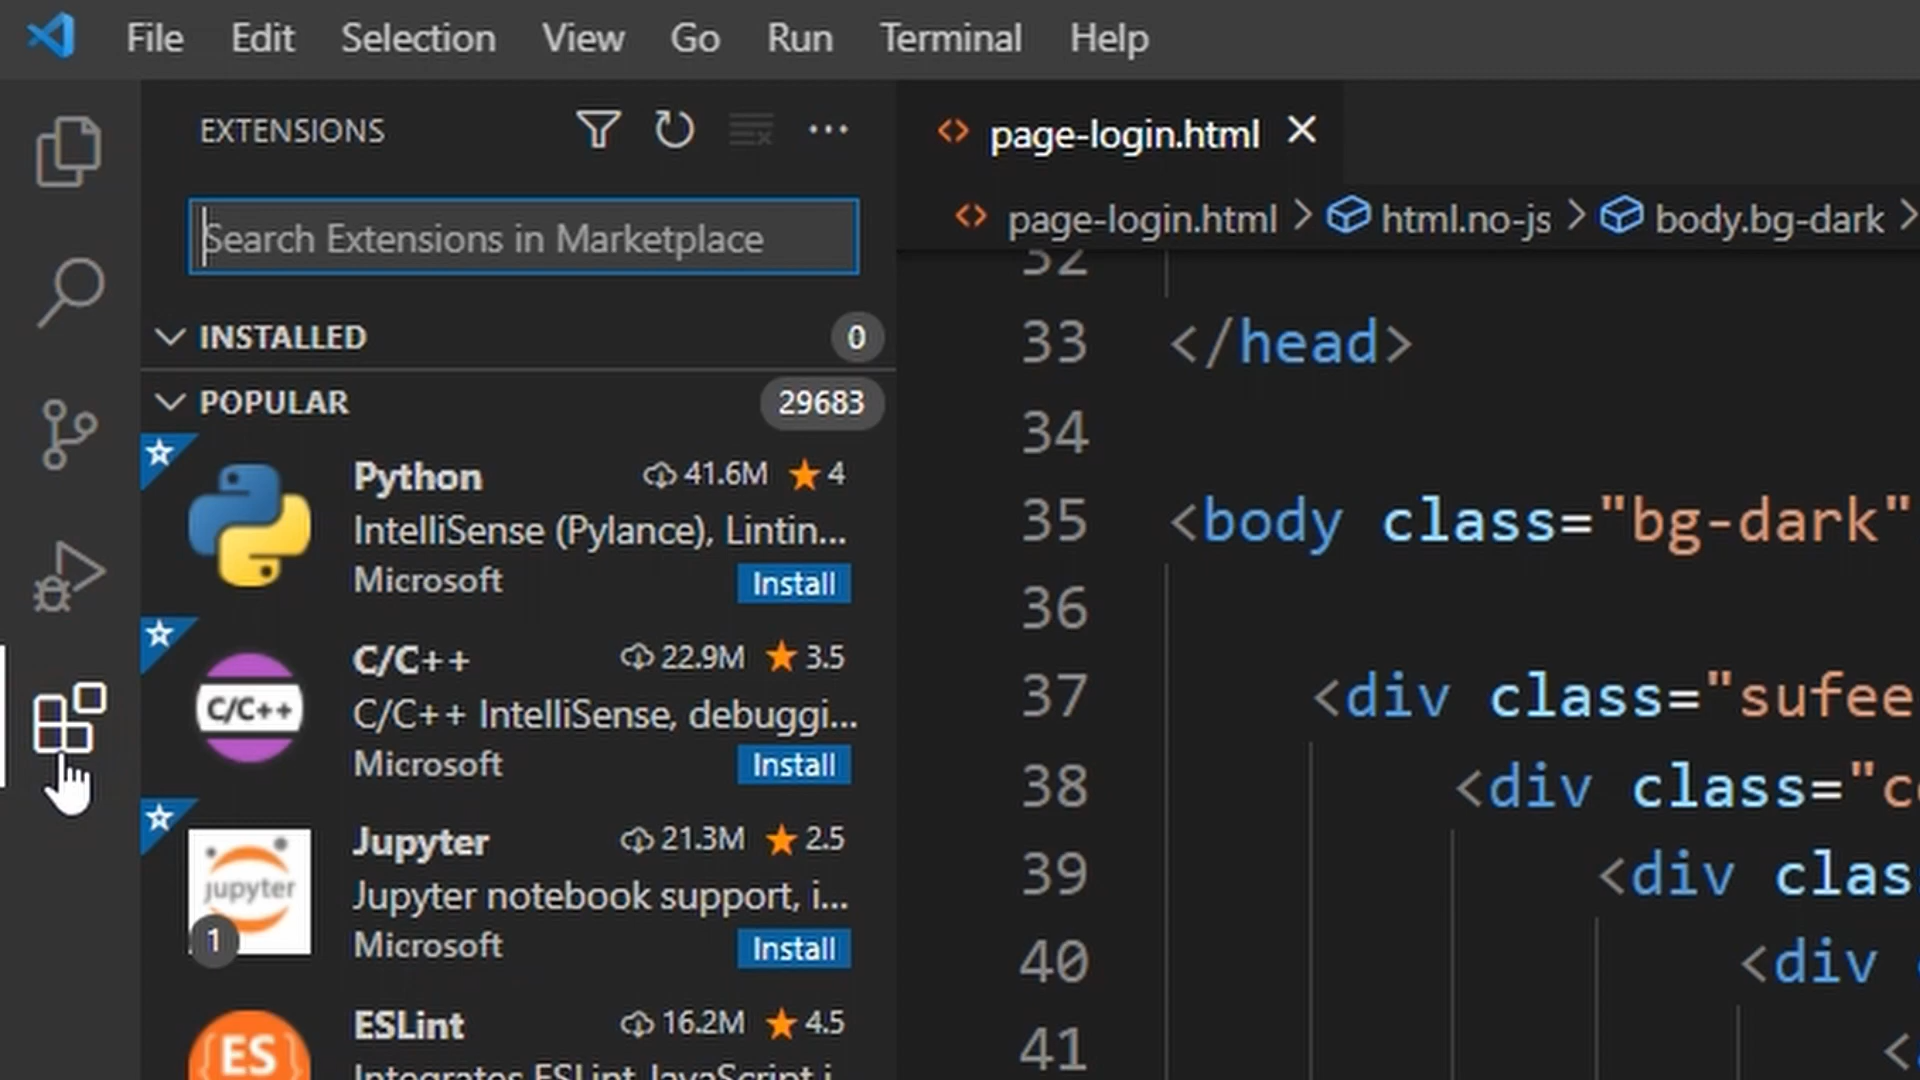 File Edit Selection View Go Run Terminal Help
EXTENSIONS
Search Extensions in Marketplace
INSTALLED 0
POPULAR 29683
Python 41.6M 4
IntelliSense (Pylance), Lintin...
Microsoft Install
C/C++
C/C++ 22.9M 3.5
C/C++ IntelliSense, debuggi...
Microsoft Install
jupyter
1
Jupyter 21.3M 2.5
Jupyter notebook support, i...
Microsoft Install
ES
ESLint 16.2M 4.5
Integrates ESLint JavaScript i
page-login.html
page-login.html > html.no-js > body.bg-dark >
32
33 </head>
34
35 <body class="bg-dark"
36
37 <div class="sufee
38 <div class="c
39 <div clas
40 <div
41 <